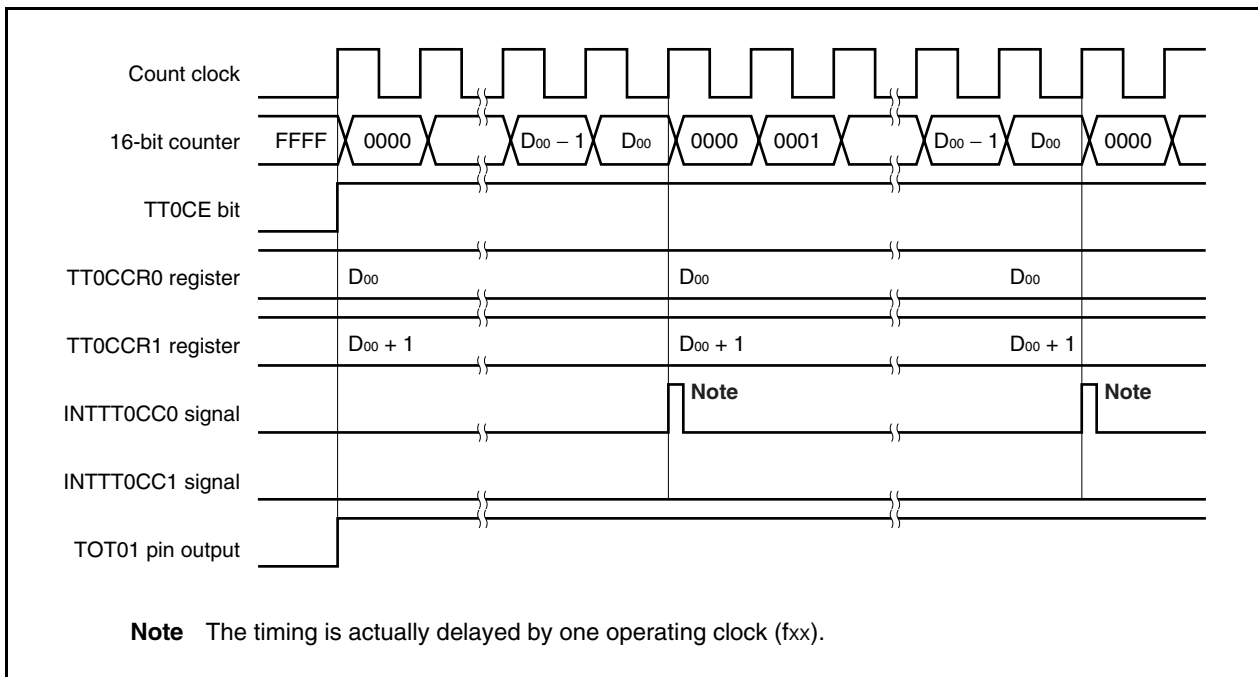 Count clock
16-bit counter FFFF 0000 D00 − 1 D00 0000 0001 D00 − 1 D00 0000
TT0CE bit
TT0CCR0 register D00 D00 D00
TT0CCR1 register D00 + 1 D00 + 1 D00 + 1
INTTT0CC0 signal Note Note
INTTT0CC1 signal
TOT01 pin output
Note The timing is actually delayed by one operating clock (fxx).